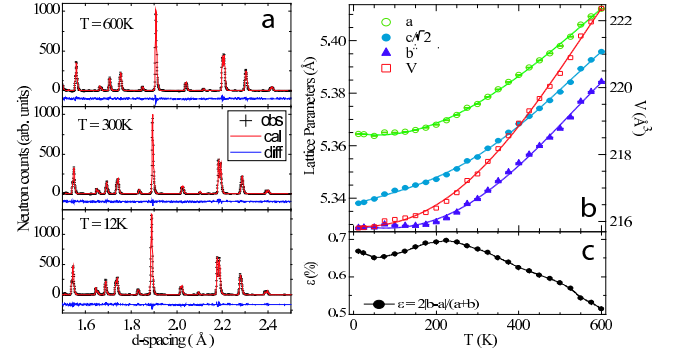 a
T = 600K
1000
500
0
T = 300K
obs
cal
diff
1000
500
0
T = 12K
1000
500
0
Neutron counts (arb, units)
1.6 1.8 2.0 2.2 2.4
d-spacing (Å)
a
c/√2
b
V
5.40
5.38
5.36
5.34
Lattice Parameters (Å)
222
220
218
216
V (Å³)
b
c
0.7
0.6
0.5
ε(%)
ε = 2|b-a|/(a+b)
0 200 400 600
T (K)